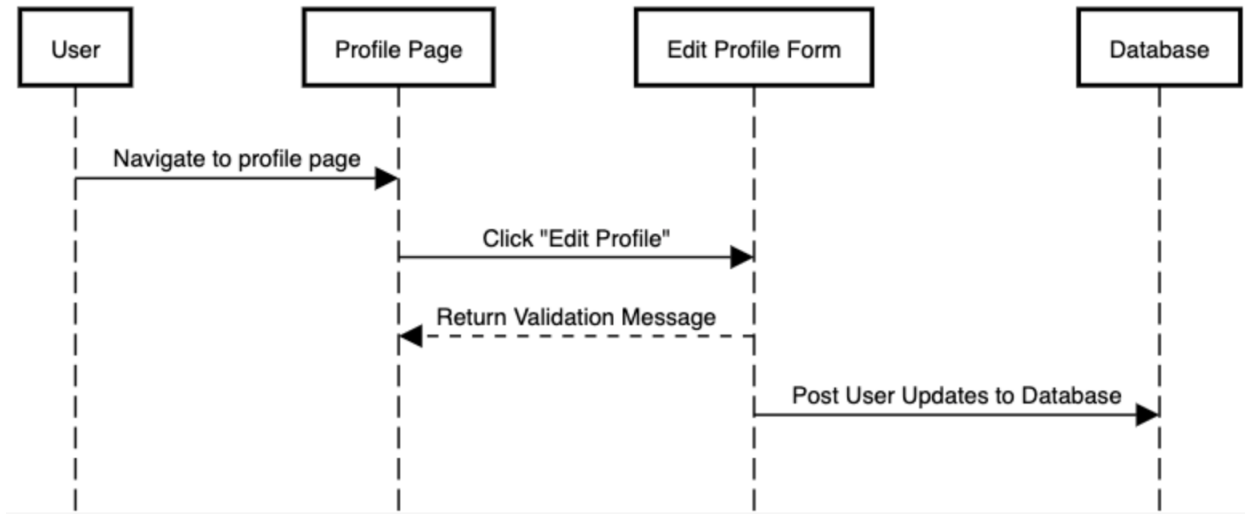 User
Profile Page
Edit Profile Form
Database
Navigate to profile page
Click "Edit Profile"
Return Validation Message
Post User Updates to Database